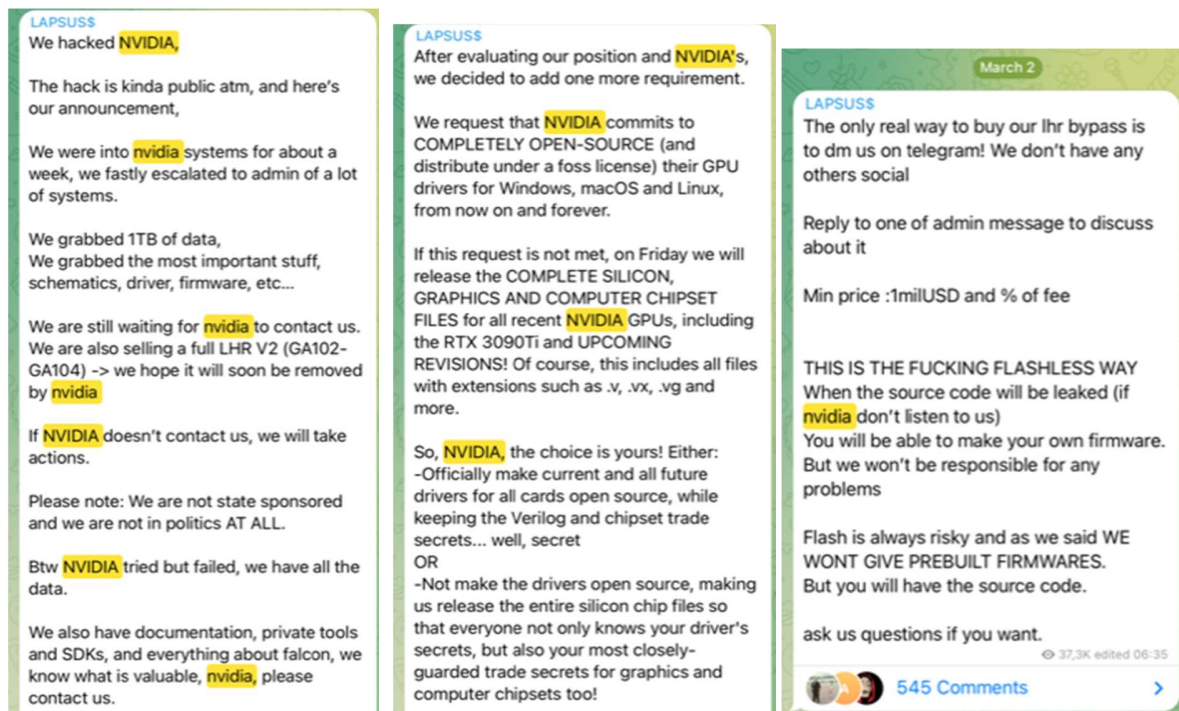 LAPSUS$
We hacked NVIDIA,
The hack is kinda public atm, and here's
our announcement,
We were into nvidia systems for about a
week, we fastly escalated to admin of a lot
of systems.
We grabbed 1TB of data,
We grabbed the most important stuff,
schematics, driver, firmware, etc...
We are still waiting for nvidia to contact us.
We are also selling a full LHR V2 (GA102-
GA104) -> we hope it will soon be removed
by nvidia
If NVIDIA doesn't contact us, we will take
actions.
Please note: We are not state sponsored
and we are not in politics AT ALL.
Btw NVIDIA tried but failed, we have all the
data.
We also have documentation, private tools
and SDKs, and everything about falcon, we
know what is valuable, nvidia, please
contact us.
LAPSUS$
After evaluating our position and NVIDIA's,
we decided to add one more requirement.
We request that NVIDIA commits to
COMPLETELY OPEN-SOURCE (and
distribute under a foss license) their GPU
drivers for Windows, macOS and Linux,
from now on and forever.
If this request is not met, on Friday we will
release the COMPLETE SILICON,
GRAPHICS AND COMPUTER CHIPSET
FILES for all recent NVIDIA GPUs, including
the RTX 3090Ti and UPCOMING
REVISIONS! Of course, this includes all files
with extensions such as .v, .vx, .vg and
more.
So, NVIDIA, the choice is yours! Either:
-Officially make current and all future
drivers for all cards open source, while
keeping the Verilog and chipset trade
secrets... well, secret
OR
-Not make the drivers open source, making
us release the entire silicon chip files so
that everyone not only knows your driver's
secrets, but also your most closely-
guarded trade secrets for graphics and
computer chipsets too!
March 2
LAPSUS$
The only real way to buy our lhr bypass is
to dm us on telegram! We don't have any
others social
Reply to one of admin message to discuss
about it
Min price :1milUSD and % of fee
THIS IS THE FUCKING FLASHLESS WAY
When the source code will be leaked (if
nvidia don't listen to us)
You will be able to make your own firmware.
But we won't be responsible for any
problems
Flash is always risky and as we said WE
WONT GIVE PREBUILT FIRMWARES.
But you will have the source code.
ask us questions if you want.
37,3K edited 06:35
545 Comments